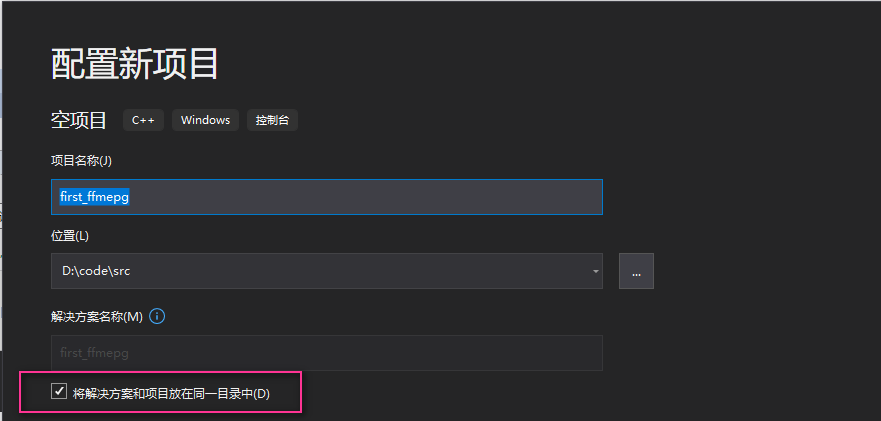 配置新项目
空项目 C++ Windows 控制台
项目名称(J)
first_ffmepg
位置(L)
D:\code\src
...
解决方案名称(M)
first_ffmepg
将解决方案和项目放在同一目录中(D)